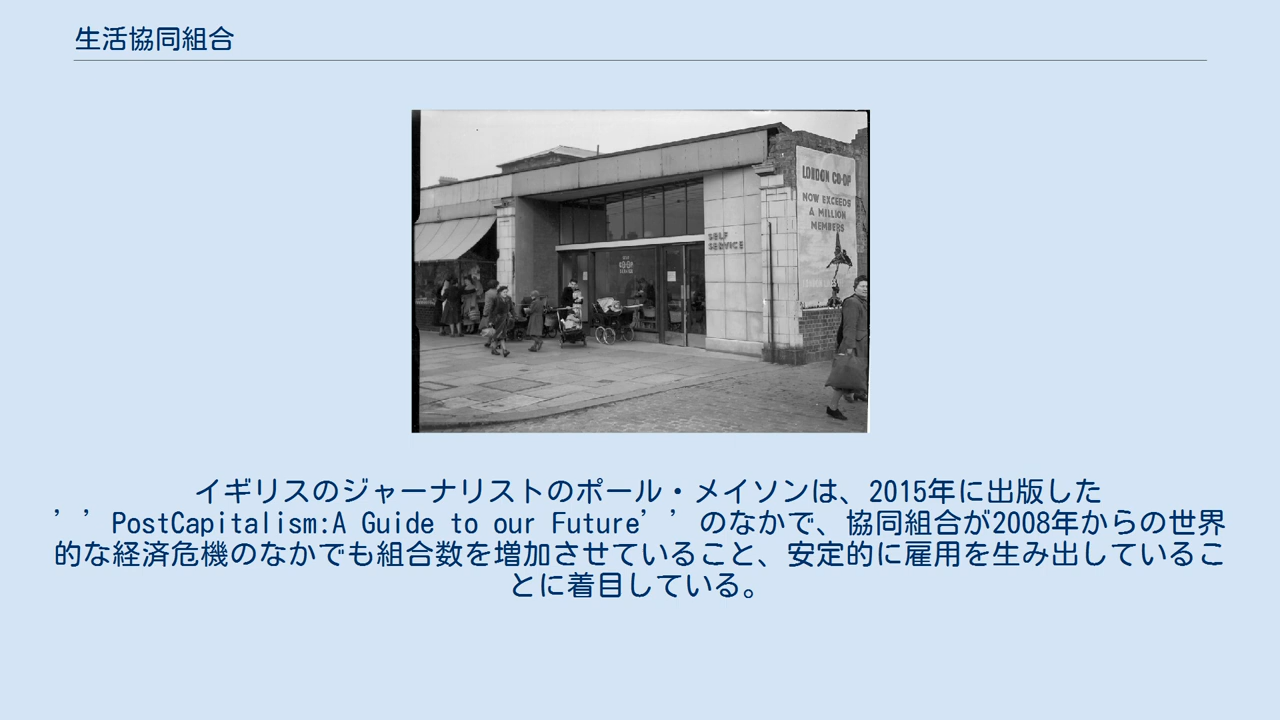 生活協同組合
LONDON CO-OP
NOW EXCEEDS
A MILLION
MEMBERS
SELF
SERVICE
CO-OP
イギリスのジャーナリストのポール・メイソンは、2015年に出版した
’’PostCapitalism:A Guide to our Future’’のなかで、協同組合が2008年からの世界
的な経済危機のなかでも組合数を増加させていること、安定的に雇用を生み出しているこ
とに着目している。